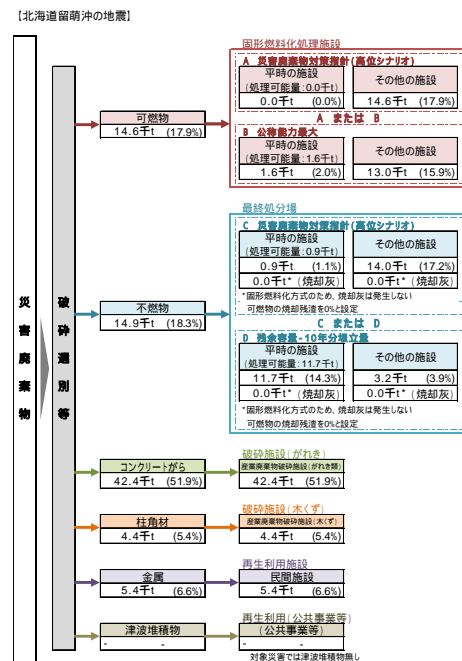 【北海道留萌沖の地震】
災害廃棄物
破砕選別等
固形燃料化処理施設
A 災害廃棄物対策指針(高位シナリオ)
可燃物
14.6千t (17.9%)
平時の施設
(処理可能量:0.0千t)
0.0千t (0.0%)
その他の施設
14.6千t (17.9%)
A または B
B 公称能力最大
平時の施設
(処理可能量:1.6千t)
1.6千t (2.0%)
その他の施設
13.0千t (15.9%)
最終処分場
C 災害廃棄物対策指針(高位シナリオ)
不燃物
14.9千t (18.3%)
平時の施設
(処理可能量:0.9千t)
0.9千t (1.1%)
0.0千t* (焼却灰)
その他の施設
14.0千t (17.2%)
0.0千t* (焼却灰)
*固形燃料化方式のため、焼却灰は発生しない
可燃物の焼却残渣を0%と設定
C または D
D 残余容量-10年分埋立量
平時の施設
(処理可能量:11.7千t)
11.7千t (14.3%)
0.0千t* (焼却灰)
その他の施設
3.2千t (3.9%)
0.0千t* (焼却灰)
*固形燃料化方式のため、焼却灰は発生しない
可燃物の焼却残渣を0%と設定
コンクリートがら
42.4千t (51.9%)
破砕施設(がれき)
産業廃棄物破砕施設(がれき類)
42.4千t (51.9%)
柱角材
4.4千t (5.4%)
破砕施設(木くず)
産業廃棄物破砕施設(木くず)
4.4千t (5.4%)
金属
5.4千t (6.6%)
再生利用施設
民間施設
5.4千t (6.6%)
津波堆積物
- -
再生利用(公共事業等)
(公共事業等)
- -
対象災害では津波堆積物無し